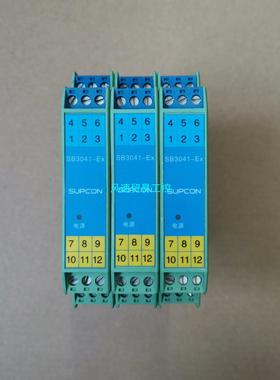 4 5 6 4 5 6 4 5 6
1 2 3 1 2 3 1 2 3
SB3041-Ex SB3041-Ex SB3041-Ex
SUPCON SUPCON SUPCON
电源 电源 电源
7 8 9 7 8 9 7 8 9
10 11 12 10 11 12 10 11 12